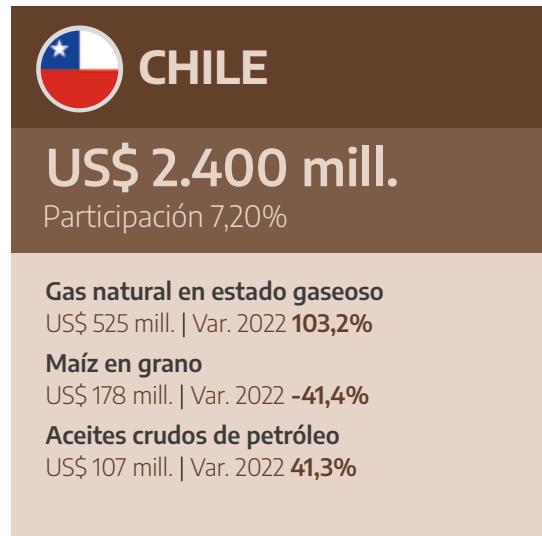 CHILE
US$ 2.400 mill.
Participación 7,20%
Gas natural en estado gaseoso
US$ 525 mill. | Var. 2022 103,2%
Maíz en grano
US$ 178 mill. | Var. 2022 -41,4%
Aceites crudos de petróleo
US$ 107 mill. | Var. 2022 41,3%